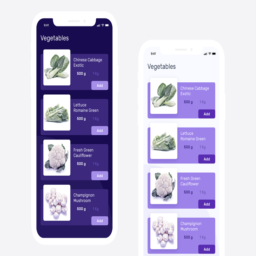 Vegetables
Chinese Cabbage
Exotic
500 g
Add
Lettuce
Romaine Green
500 g
Add
Fresh Green
Cauliflower
500 g
Add
Champignon
Mushroom
500 g
Add
Vegetables
Chinese Cabbage
Exotic
500 g
Add
Lettuce
Romaine Green
500 g
Add
Fresh Green
Cauliflower
500 g
Add
Champignon
Mushroom
500 g
Add